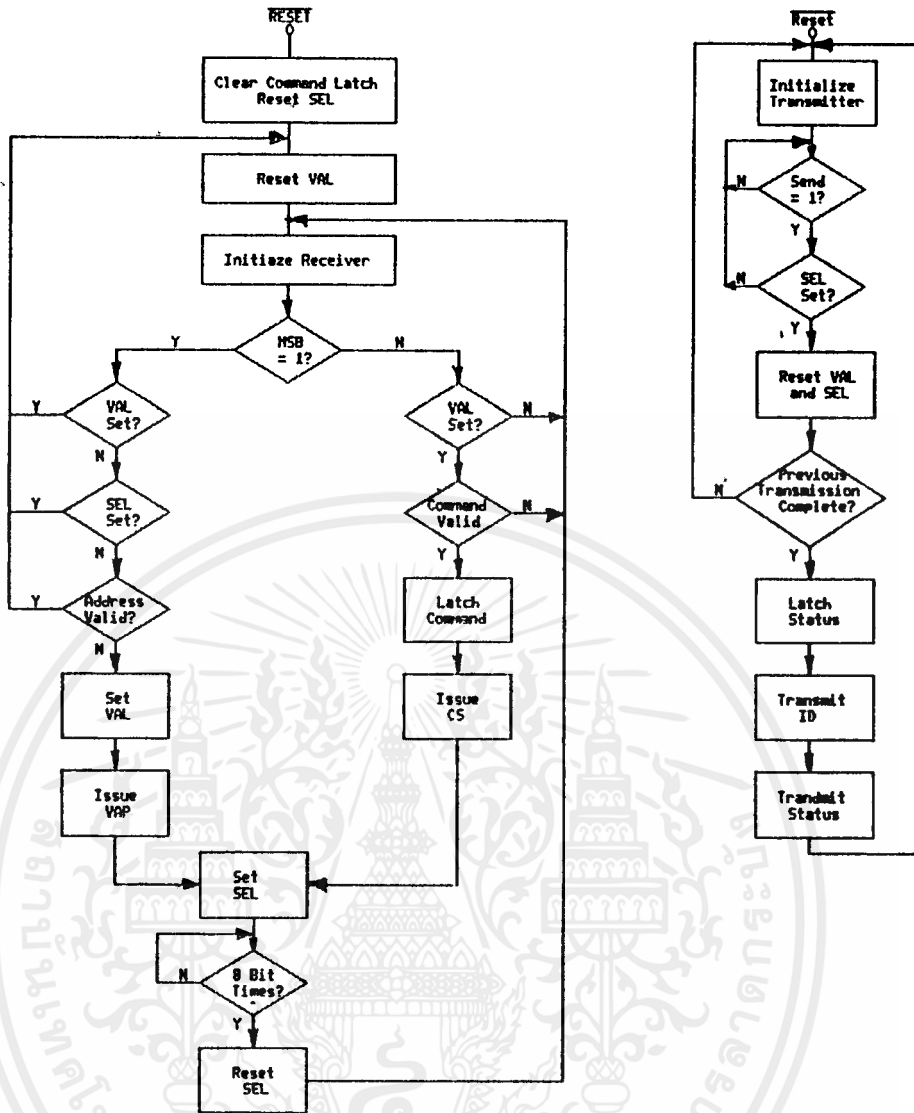 RESET
Clear Command Latch
Reset SEL
Reset VAL
Initiaze Receiver
MSB
= 1?
Y
N
VAL
Set?
Y
N
SEL
Set?
Y
N
Address
Valid?
Y
N
Set
VAL
Issue
VAP
VAL
Set?
N
Y
Command
Valid
N
Y
Latch
Command
Issue
CS
Set
SEL
8 Bit
Times?
N
Y
Reset
SEL
Reset
Initialize
Transmitter
Send
= 1?
N
Y
SEL
Set?
N
Y
Reset VAL
and SEL
Previous
Transmission
Complete?
N
Y
Latch
Status
Transmit
ID
Trandmit
Status